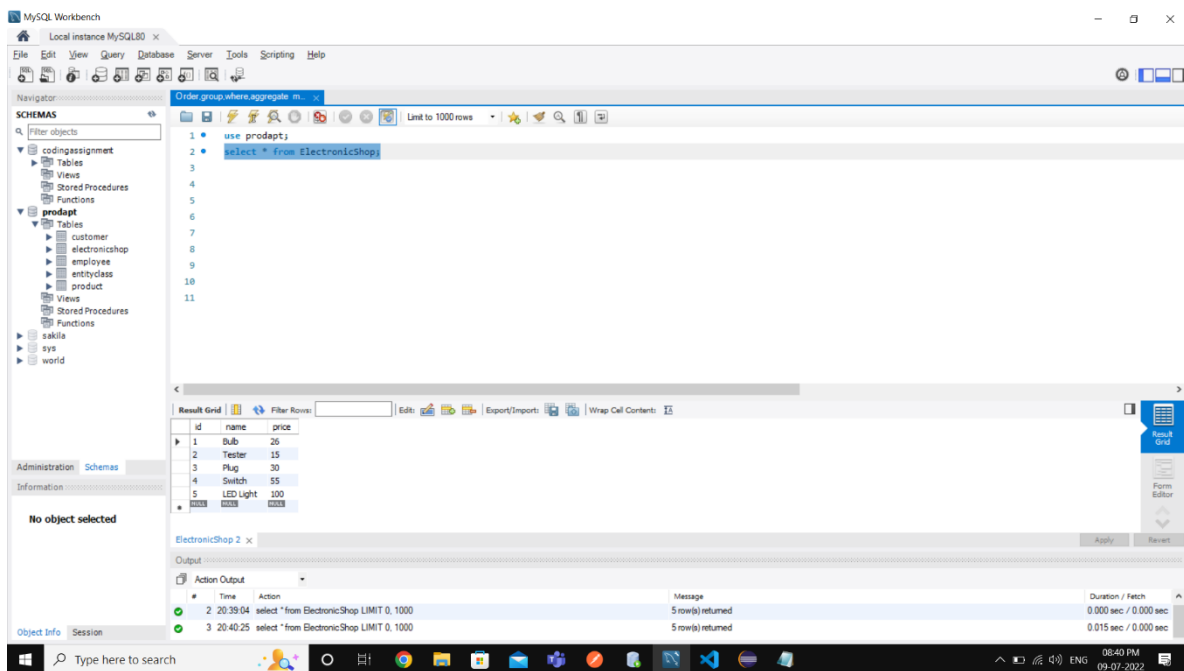 MySQL Workbench
Local instance MySQL80 ×
File Edit View Query Database Server Tools Scripting Help
Navigator
Order,group,where,aggregate m...
SCHEMAS
Filter objects
codingassignment
Tables
Views
Stored Procedures
Functions
prodapt
Tables
customer
electronicshop
employee
entityclass
product
Views
Stored Procedures
Functions
sakila
sys
world
Administration Schemas
Information
No object selected
Object Info Session
Limit to 1000 rows
1 use prodapt;
2 select * from ElectronicShop;
3
4
5
6
7
8
9
10
11
Result Grid Filter Rows: Edit: Export/Import: Wrap Cell Content:
id name price
1 Bulb 26
2 Tester 15
3 Plug 30
4 Switch 55
5 LED Light 100
NULL NULL NULL
Result Grid
Form Editor
ElectronicShop 2 ×
Apply Revert
Output
Action Output
# Time Action Message Duration / Fetch
2 20:39:04 select * from ElectronicShop LIMIT 0, 1000 5 row(s) returned 0.000 sec / 0.000 sec
3 20:40:25 select * from ElectronicShop LIMIT 0, 1000 5 row(s) returned 0.015 sec / 0.000 sec
Type here to search
ENG
08:40 PM
09-07-2022